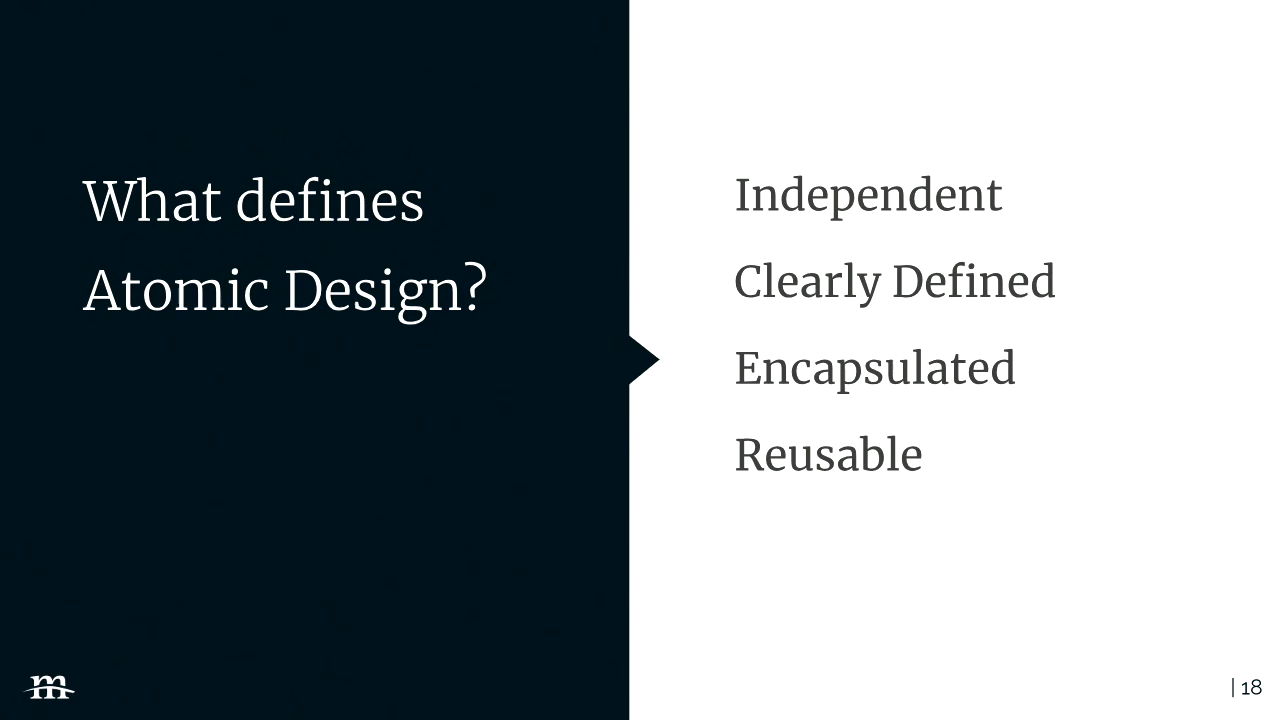 What defines
Atomic Design?
Independent
Clearly Defined
Encapsulated
Reusable
m
| 18